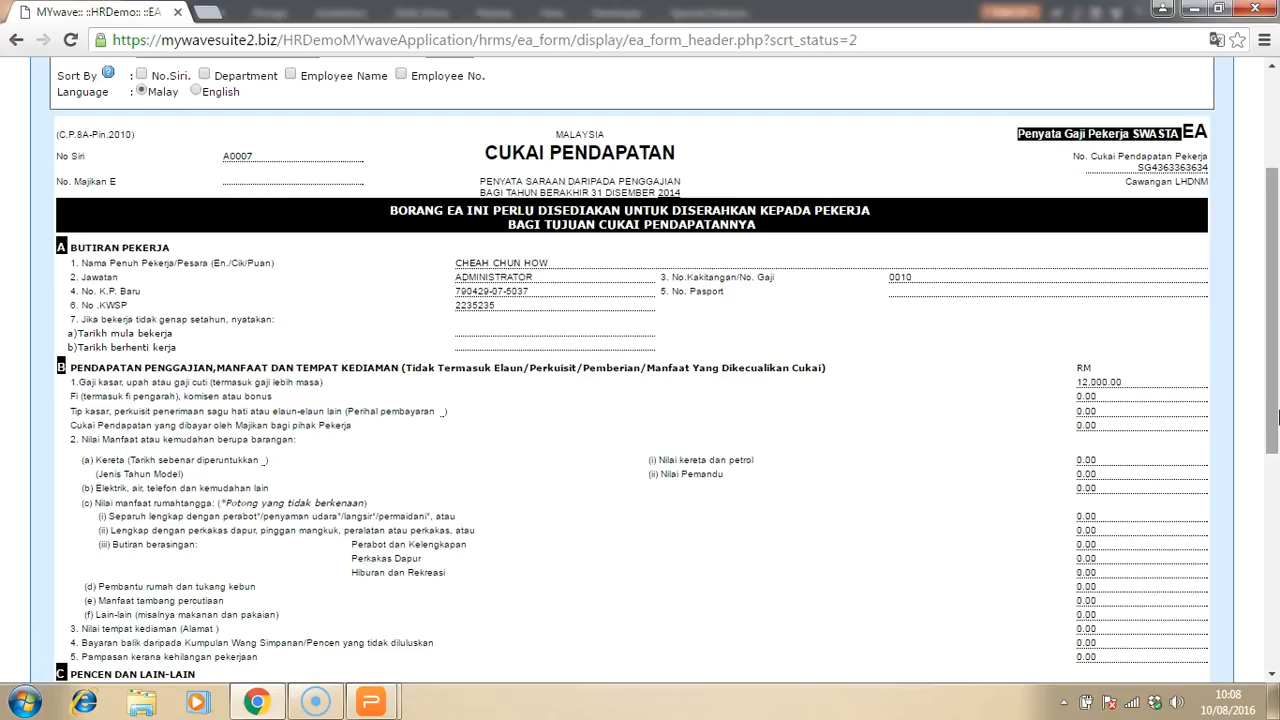 MYwave:: ::HRDemo:: ::EA
https://mywavesuite2.biz/HRDemoMYwaveApplication/hrms/ea_form/display/ea_form_header.php?scrt_status=2
Sort By : No.Siri. Department Employee Name Employee No.
Language : Malay English
(C.P.8A-Pin.2010) MALAYSIA Penyata Gaji Pekerja SWASTA EA
No Siri A0007 CUKAI PENDAPATAN No. Cukai Pendapatan Pekerja
SG4363363634
No. Majikan E PENYATA SARAAN DARIPADA PENGGAJIAN Cawangan LHDNM
BAGI TAHUN BERAKHIR 31 DISEMBER 2014
BORANG EA INI PERLU DISEDIAKAN UNTUK DISERAHKAN KEPADA PEKERJA
BAGI TUJUAN CUKAI PENDAPATANNYA
A BUTIRAN PEKERJA
1. Nama Penuh Pekerja/Pesara (En./Cik/Puan) CHEAH CHUN HOW
2. Jawatan ADMINISTRATOR 3. No.Kakitangan/No. Gaji 0010
4. No. K.P. Baru 790429-07-5037 5. No. Pasport
6. No .KWSP 2235235
7. Jika bekerja tidak genap setahun, nyatakan:
a)Tarikh mula bekerja
b)Tarikh berhenti kerja
B PENDAPATAN PENGGAJIAN,MANFAAT DAN TEMPAT KEDIAMAN (Tidak Termasuk Elaun/Perkuisit/Pemberian/Manfaat Yang Dikecualikan Cukai) RM
1.Gaji kasar, upah atau gaji cuti (termasuk gaji lebih masa) 12,000.00
Fi (termasuk fi pengarah), komisen atau bonus 0.00
Tip kasar, perkuisit penerimaan sagu hati atau elaun-elaun lain (Perihal pembayaran _) 0.00
Cukai Pendapatan yang dibayar oleh Majikan bagi pihak Pekerja 0.00
2. Nilai Manfaat atau kemudahan berupa barangan:
(a) Kereta (Tarikh sebenar diperuntukkan _) (i) Nilai kereta dan petrol 0.00
(Jenis Tahun Model) (ii) Nilai Pemandu 0.00
(b) Elektrik, air, telefon dan kemudahan lain 0.00
(c) Nilai manfaat rumahtangga: (*Potong yang tidak berkenaan)
(i) Separuh lengkap dengan perabot*/penyaman udara*/langsir*/permaidani*, atau 0.00
(ii) Lengkap dengan perkakas dapur, pinggan mangkuk, peralatan atau perkakas, atau 0.00
(iii) Butiran berasingan: Perabot dan Kelengkapan 0.00
Perkakas Dapur 0.00
Hiburan dan Rekreasi 0.00
(d) Pembantu rumah dan tukang kebun 0.00
(e) Manfaat tambang percutiaan 0.00
(f) Lain-lain (misalnya makanan dan pakaian) 0.00
3. Nilai tempat kediaman (Alamat ) 0.00
4. Bayaran balik daripada Kumpulan Wang Simpanan/Pencen yang tidak diluluskan 0.00
5. Pampasan kerana kehilangan pekerjaan 0.00
C PENCEN DAN LAIN-LAIN
10:08
10/08/2016